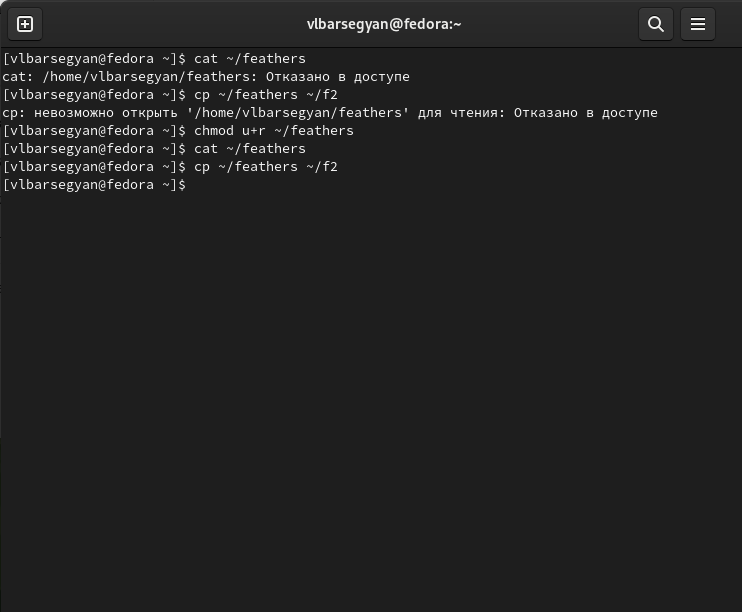 vlbarsegyan@fedora:~
[vlbarsegyan@fedora ~]$ cat ~/feathers
cat: /home/vlbarsegyan/feathers: Отказано в доступе
[vlbarsegyan@fedora ~]$ cp ~/feathers ~/f2
cp: невозможно открыть '/home/vlbarsegyan/feathers' для чтения: Отказано в доступе
[vlbarsegyan@fedora ~]$ chmod u+r ~/feathers
[vlbarsegyan@fedora ~]$ cat ~/feathers
[vlbarsegyan@fedora ~]$ cp ~/feathers ~/f2
[vlbarsegyan@fedora ~]$